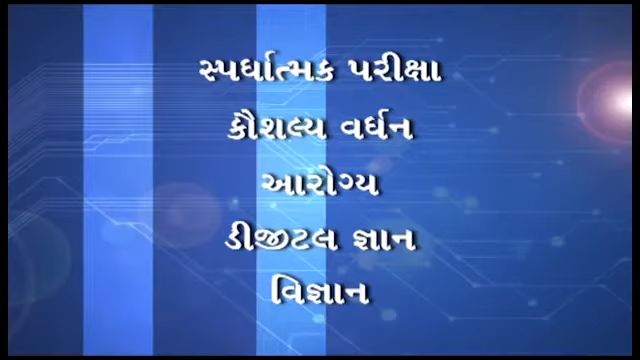 સ્પર્ધાત્મક પરીક્ષા
કૌશલ્ય વર્ધન
આરોગ્ય
ડીજીટલ જ્ઞાન
વિજ્ઞાન